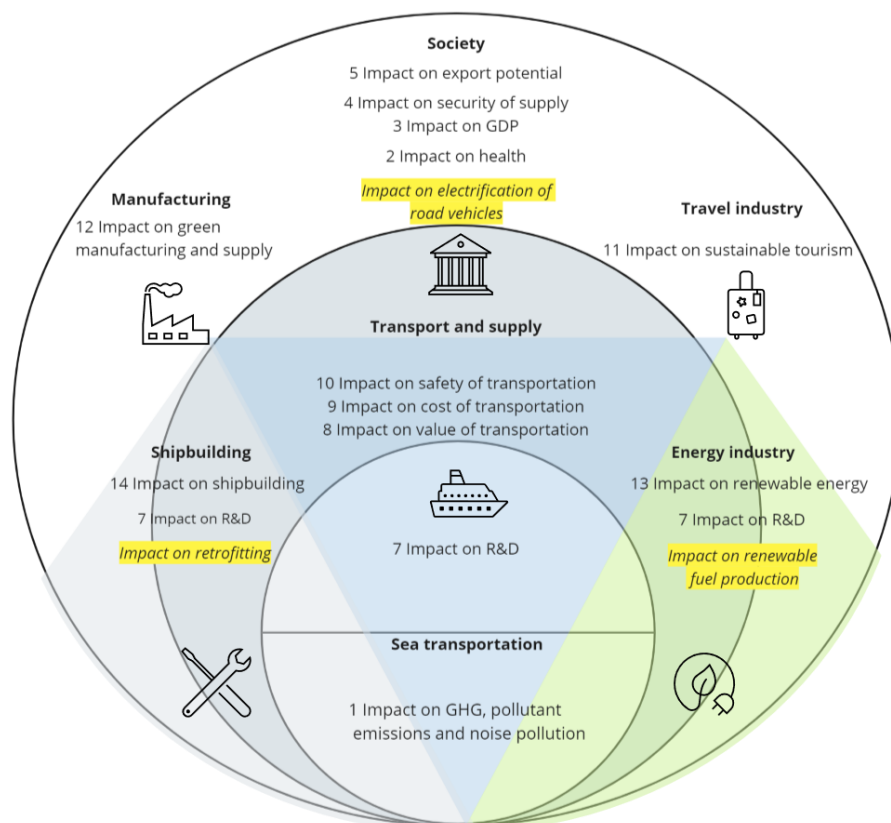 Society
5 Impact on export potential
4 Impact on security of supply
3 Impact on GDP
2 Impact on health
Impact on electrification of
road vehicles
Manufacturing
12 Impact on green
manufacturing and supply
Travel industry
11 Impact on sustainable tourism
Transport and supply
10 Impact on safety of transportation
9 Impact on cost of transportation
8 Impact on value of transportation
Shipbuilding
14 Impact on shipbuilding
7 Impact on R&D
Impact on retrofitting
Energy industry
13 Impact on renewable energy
7 Impact on R&D
Impact on renewable
fuel production
7 Impact on R&D
Sea transportation
1 Impact on GHG, pollutant
emissions and noise pollution